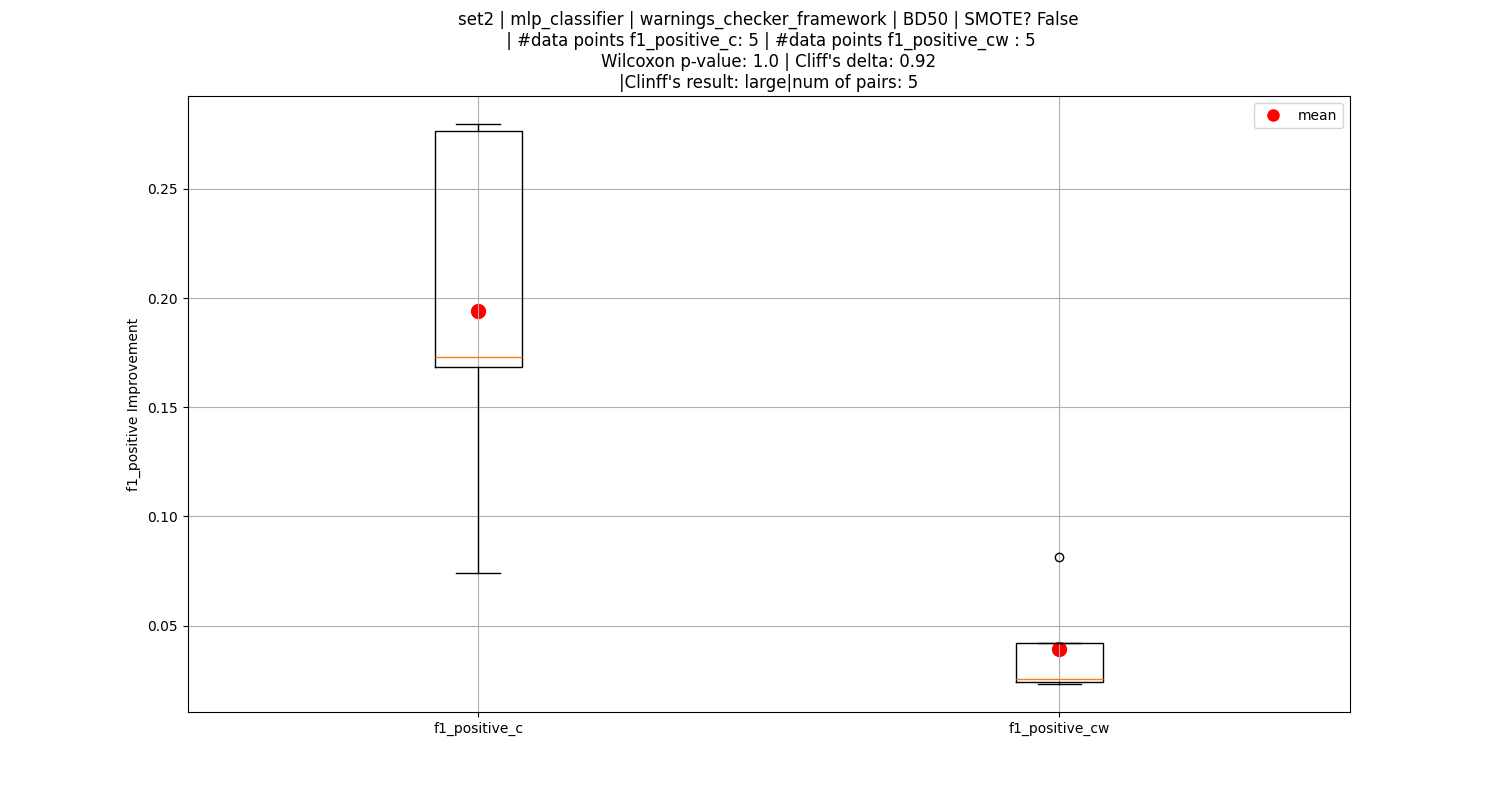 set2 | mlp_classifier | warnings_checker_framework | BD50 | SMOTE? False
| #data points f1_positive_c: 5 | #data points f1_positive_cw : 5
Wilcoxon p-value: 1.0 | Cliff's delta: 0.92
|Clinff's result: large|num of pairs: 5
mean
0.25
0.20
0.15
0.10
0.05
f1_positive Improvement
f1_positive_c
f1_positive_cw